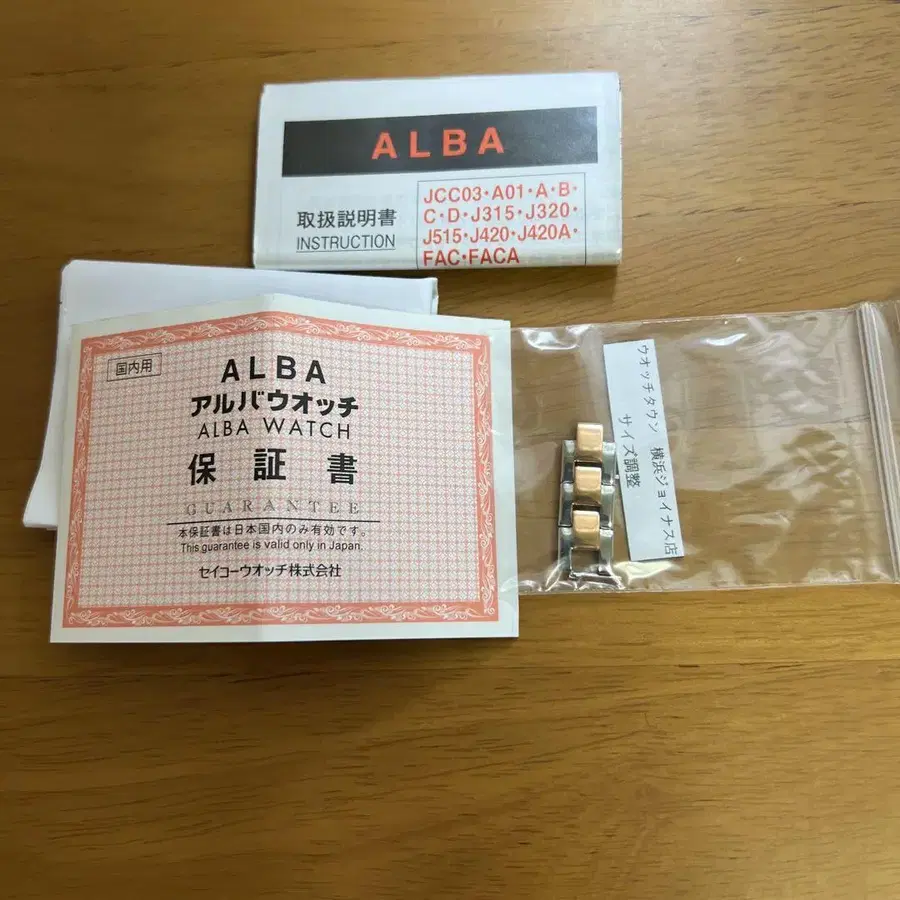 ALBA
取扱説明書
INSTRUCTION
JCC03・A01・A・B・
C・D・J315・J320・
J515・J420・J420A・
FAC・FACA
国内用
ALBA
アルバウオッチ
ALBA WATCH
保証書
GUARANTEE
本保証書は日本国内のみ有効です。
This guarantee is valid only in Japan.
セイコーウオッチ株式会社
ウオッチタウン 横浜ジョイナス店
サイズ調整